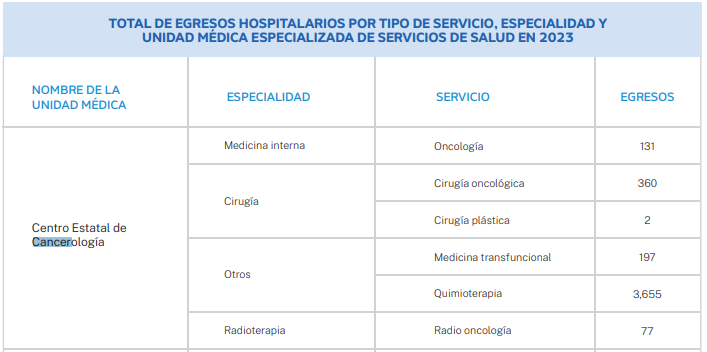 TOTAL DE EGRESOS HOSPITALARIOS POR TIPO DE SERVICIO, ESPECIALIDAD Y
UNIDAD MÉDICA ESPECIALIZADA DE SERVICIOS DE SALUD EN 2023
NOMBRE DE LA
UNIDAD MÉDICA
ESPECIALIDAD
SERVICIO
EGRESOS
Centro Estatal de
Cancerología
Medicina interna
Oncología
131
Cirugía
Cirugía oncológica
360
Cirugía plástica
2
Otros
Medicina transfuncional
197
Quimioterapia
3,655
Radioterapia
Radio oncología
77